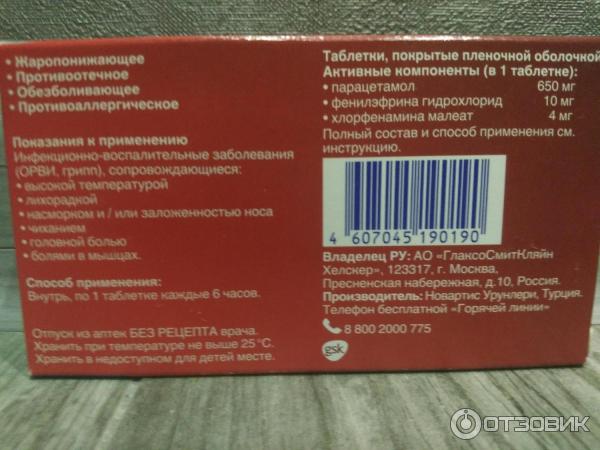 • Жаропонижающее
• Противоотечное
• Обезболивающее
• Противоаллергическое
Показания к применению
Инфекционно-воспалительные заболевания
(ОРВИ, грипп), сопровождающиеся:
• высокой температурой
• лихорадкой
• насморком и / или заложенностью носа
• чиханием
• головной болью
• болями в мышцах.
Способ применения:
Внутрь, по 1 таблетке каждые 6 часов.
Отпуск из аптек БЕЗ РЕЦЕПТА врача.
Хранить при температуре не выше 25 °С.
Хранить в недоступном для детей месте.
Таблетки, покрытые пленочной оболочкой
Активные компоненты (в 1 таблетке):
• парацетамол 650 мг
• фенилэфрина гидрохлорид 10 мг
• хлорфенамина малеат 4 мг
Полный состав и способ применения см.
инструкцию.
4 607045 190190
Владелец РУ: АО «ГлаксоСмитКляйн
Хелскер», 123317, г. Москва,
Пресненская набережная, д.10, Россия.
Производитель: Новартис Урунлери, Турция.
Телефон бесплатной «Горячей линии»
8 800 2000 775
gsk
ОТЗОВИК